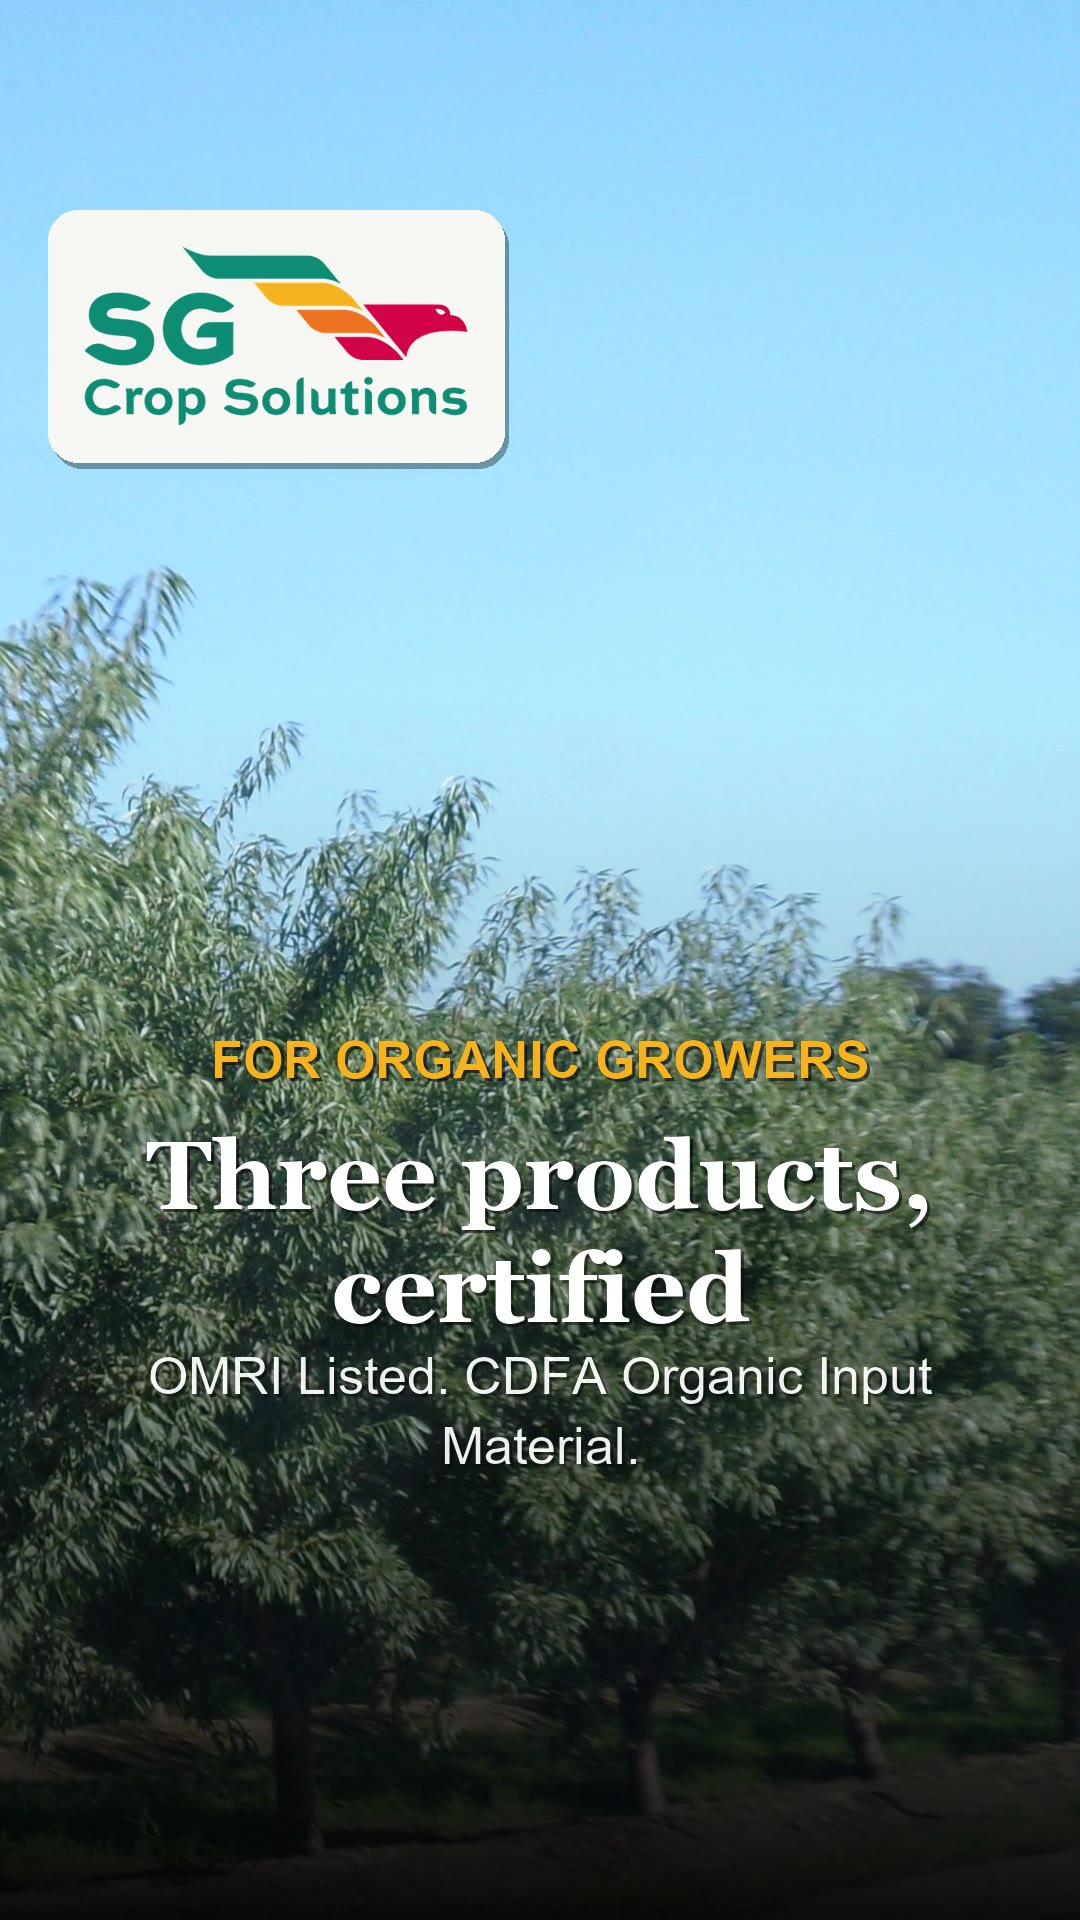 SG
Crop Solutions
FOR ORGANIC GROWERS
Three products,
certified
OMRI Listed. CDFA Organic Input
Material.